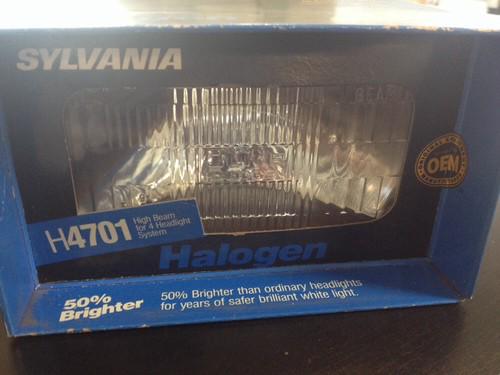 SYLVANIA
OEM
H4701
High Beam
for 4 Headlight
System
Halogen
50%
Brighter
50% Brighter than ordinary headlights
for years of safer brilliant white light.